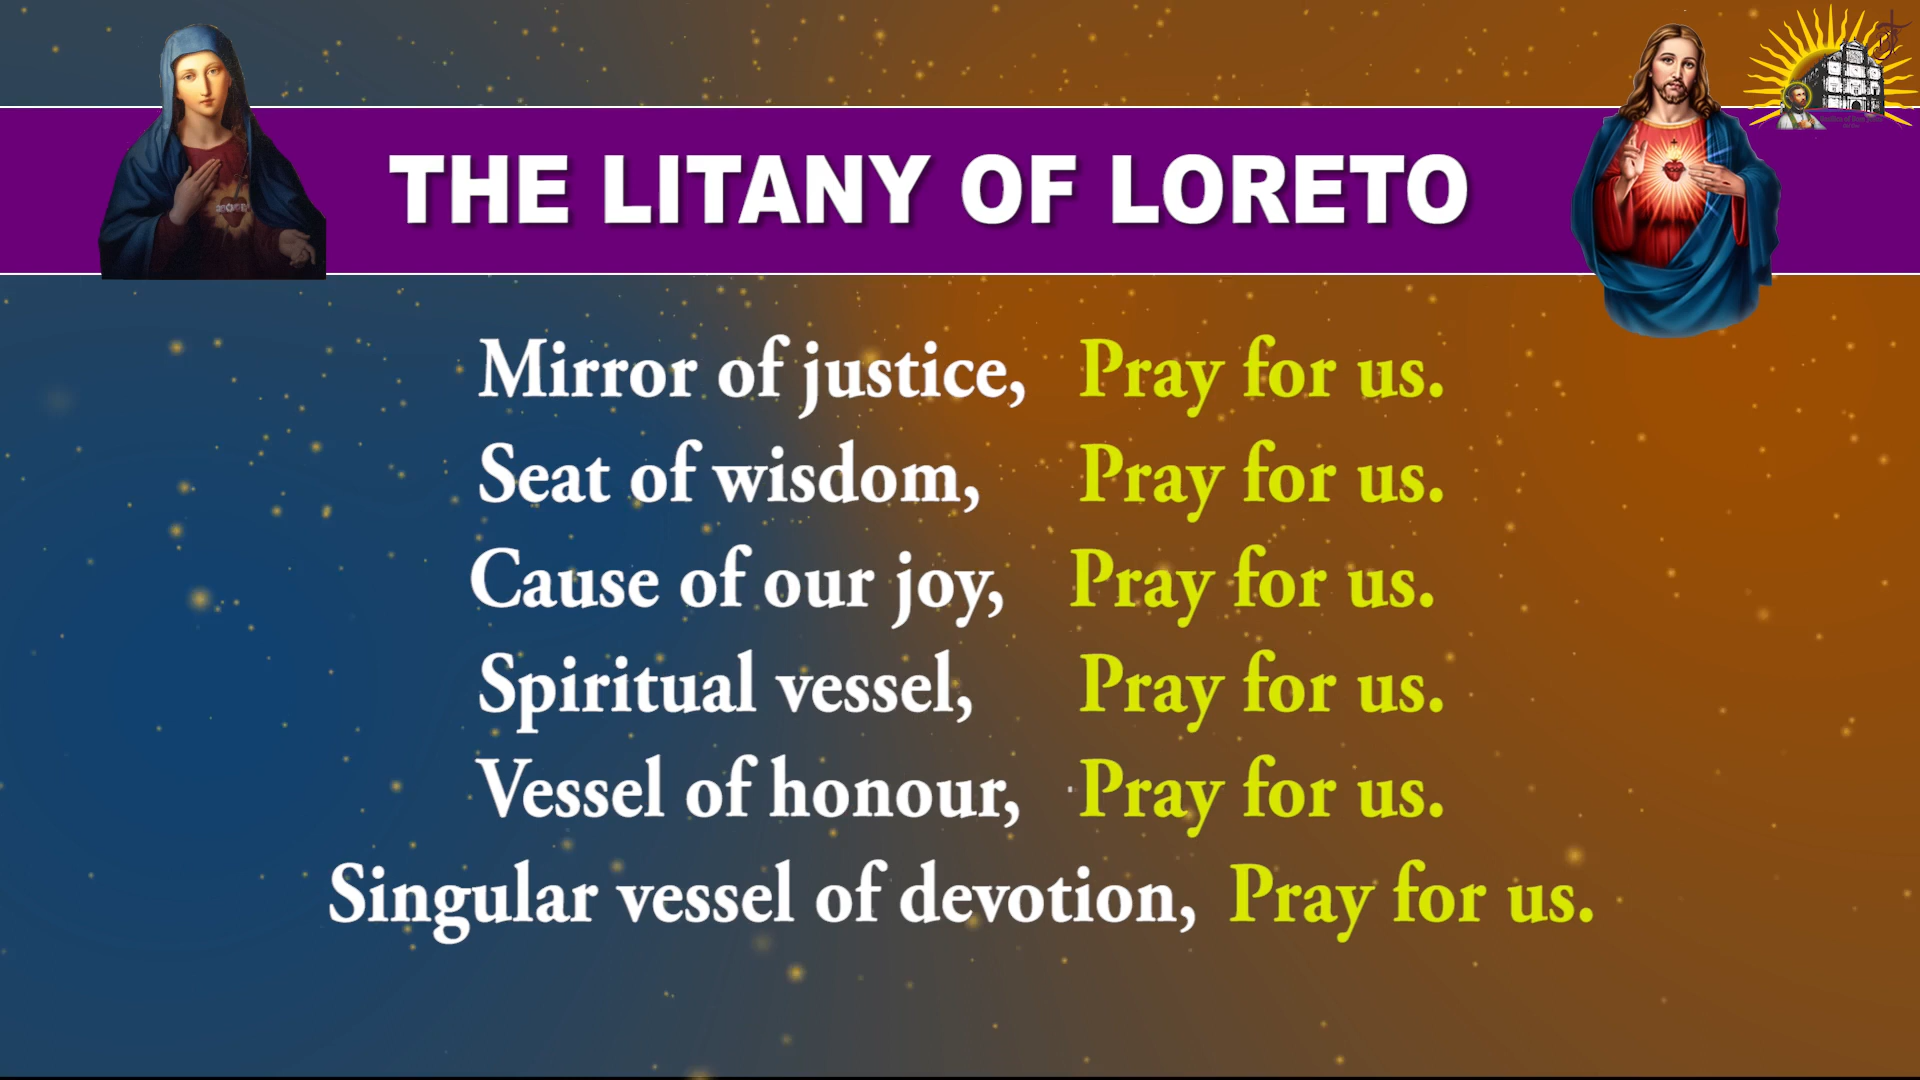 THE LITANY OF LORETO
Mirror of justice, Pray for us.
Seat of wisdom, Pray for us.
Cause of our joy, Pray for us.
Spiritual vessel, Pray for us.
Vessel of honour, Pray for us.
Singular vessel of devotion, Pray for us.